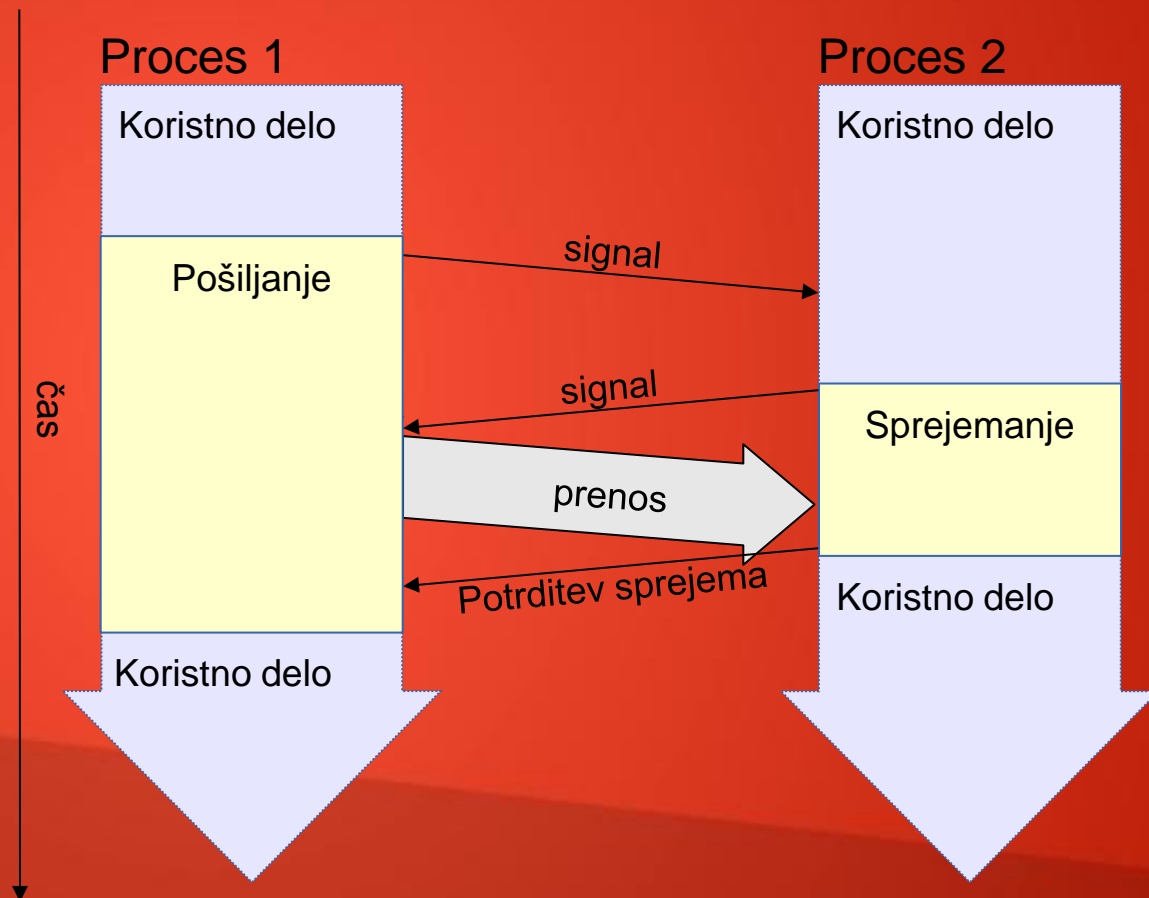 Proces 1
Proces 2
Koristno delo
Koristno delo
signal
Pošiljanje
čas
signal
Sprejemanje
prenos
Potrditev sprejema
Koristno delo
Koristno delo